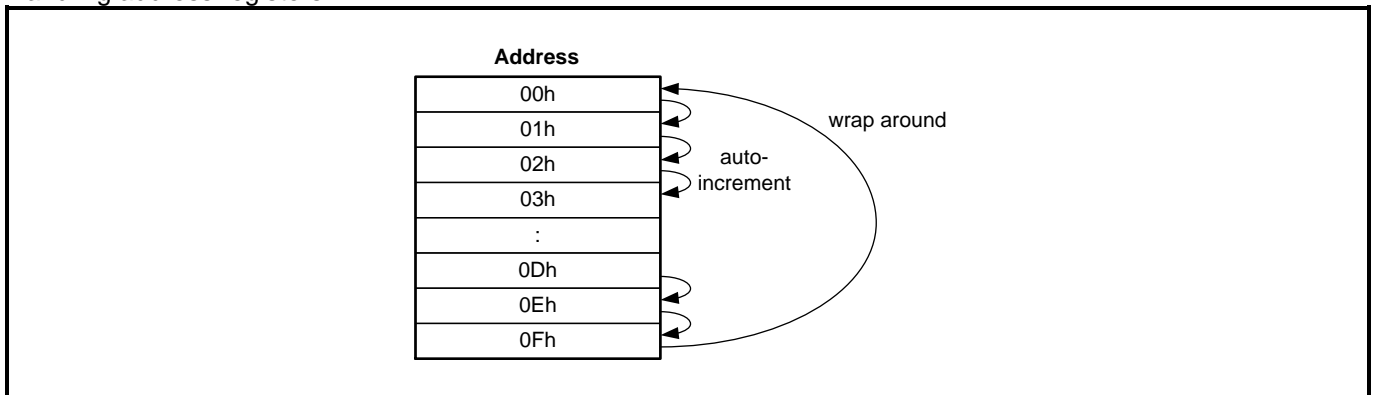 Address
00h
01h
02h
03h
:
0Dh
0Eh
0Fh
auto-
increment
wrap around